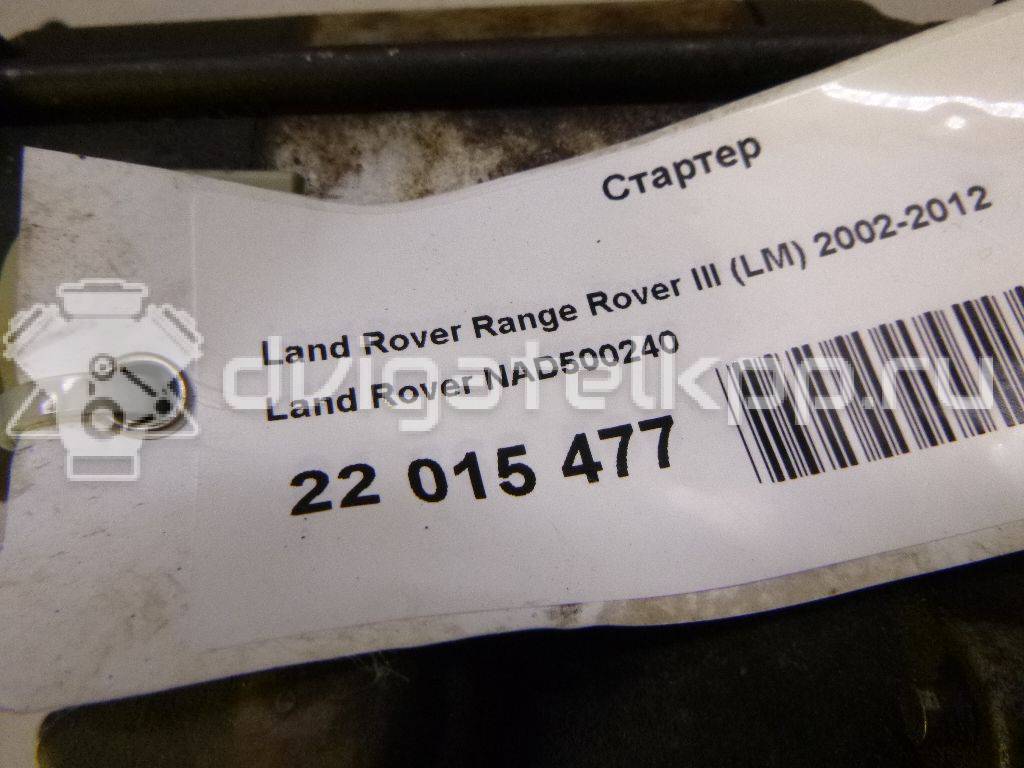 Стартер
Land Rover Range Rover III (LM) 2002-2012
Land Rover NAD500240
22 015 477
dvigatelkpp.ru